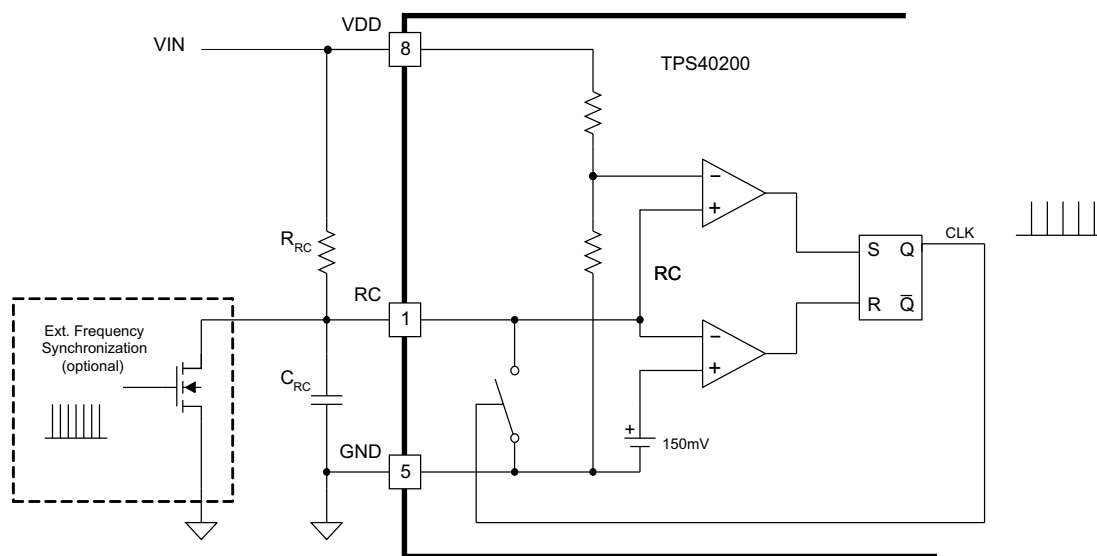 VDD
VIN
8
TPS40200
R_RC
CLK
S Q
RC
RC
R Q̅
1
Ext. Frequency
Synchronization
(optional)
C_RC
GND
150mV
5